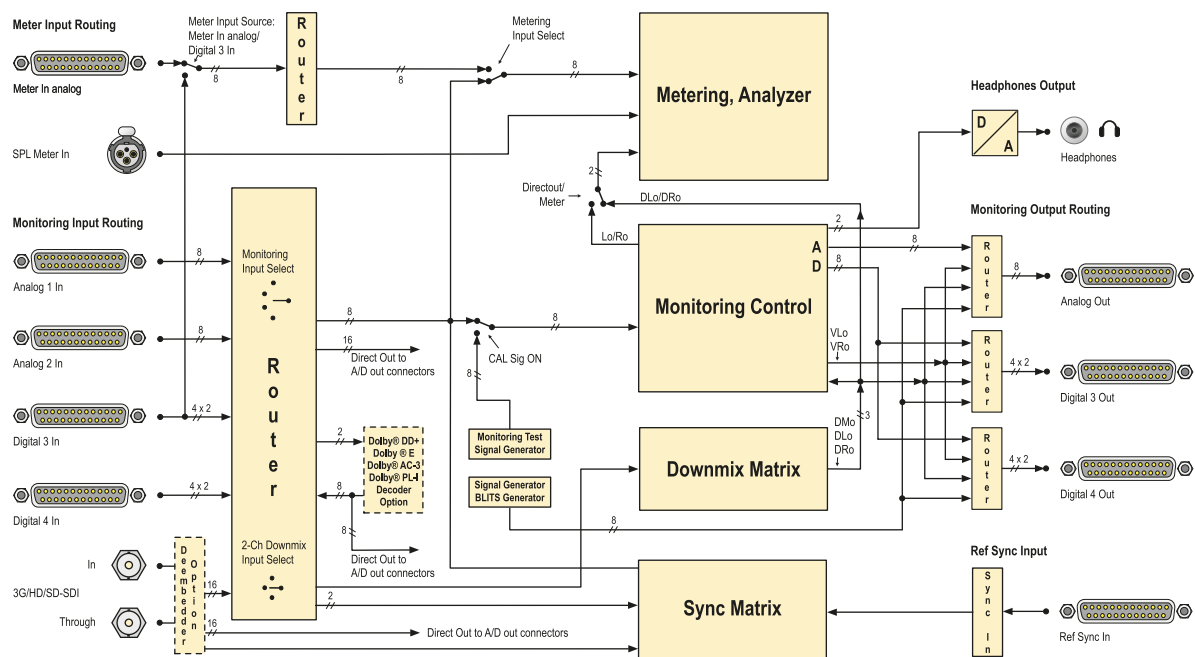 Meter Input Routing
Meter In analog
Meter Input Source:
Meter In analog/
Digital 3 In
8
Router
8
Metering
Input Select
8
Metering, Analyzer
SPL Meter In
Headphones Output
D
A
Headphones
2
Directout/
Meter
DLo/DRo
Lo/Ro
Monitoring Input Routing
8
Analog 1 In
8
Analog 2 In
4 x 2
Digital 3 In
4 x 2
Digital 4 In
Monitoring
Input Select
Router
2-Ch Downmix
Input Select
8
16
Direct Out to
A/D out connectors
CAL Sig ON
8
8
Monitoring Control
A
D
2
8
8
VLo
VRo
3
DMo
DLo
DRo
Monitoring Output Routing
Router
8
Analog Out
Router
4 x 2
Digital 3 Out
Router
4 x 2
Digital 4 Out
2
Dolby® DD+
Dolby ® E
Dolby® AC-3
Dolby® PL-I
Decoder
Option
8
8
Direct Out to
A/D out connectors
Monitoring Test
Signal Generator
Signal Generator
BLITS Generator
8
Downmix Matrix
In
3G/HD/SD-SDI
Through
Deembedder
Option
16
16
Direct Out to A/D out connectors
2
Sync Matrix
Ref Sync Input
Sync In
Ref Sync In